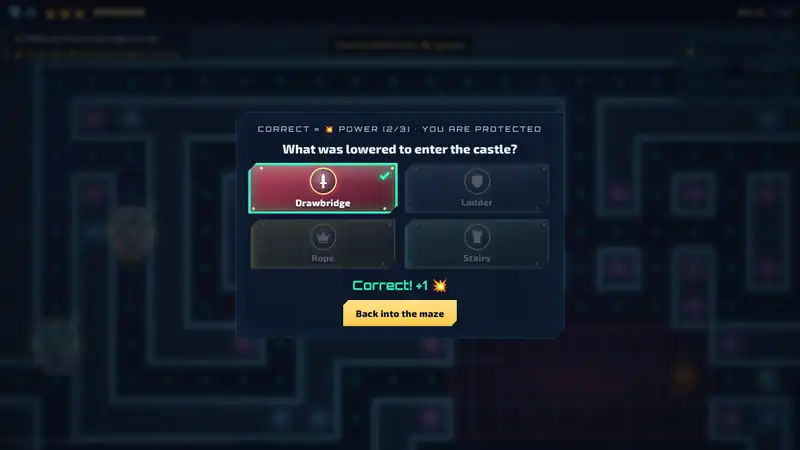 CORRECT = 💥 POWER (2/3) · YOU ARE PROTECTED
What was lowered to enter the castle?
Drawbridge
Ladder
Rope
Stairs
Correct! +1 💥
Back into the maze